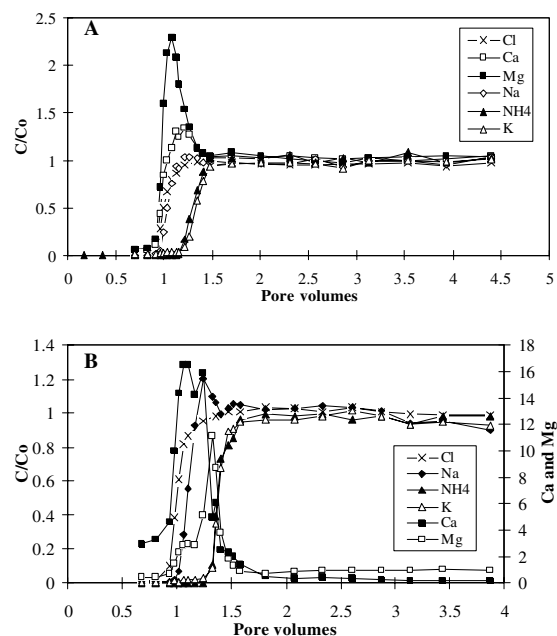 A
2.5
2
1.5
1
0.5
0
C/Co
0 0.5 1 1.5 2 2.5 3 3.5 4 4.5 5
Pore volumes
Cl
Ca
Mg
Na
NH4
K
B
1.4
1.2
1
0.8
0.6
0.4
0.2
0
C/Co
18
16
14
12
10
8
6
4
2
0
Ca and Mg
Cl
Na
NH4
K
Ca
Mg
0 0.5 1 1.5 2 2.5 3 3.5 4
Pore volumes